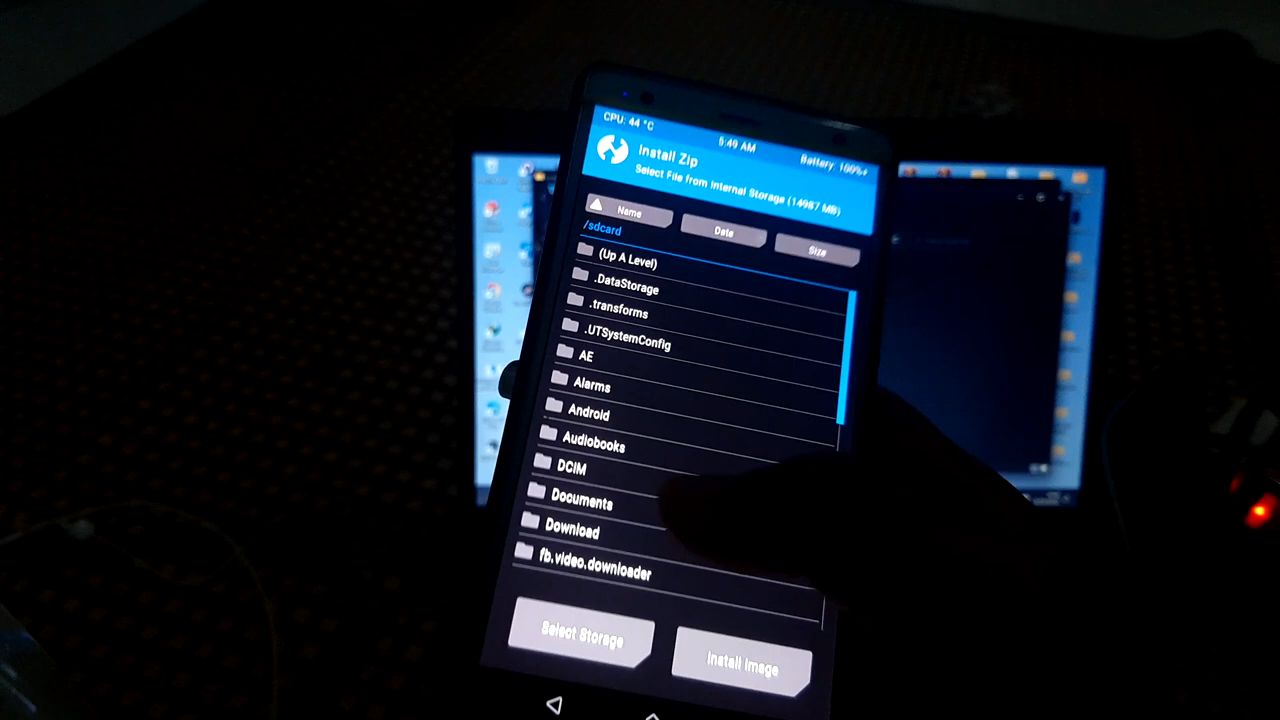 CPU: 44 °C
5:49 AM
Battery: 100%+
Install Zip
Select File from Internal Storage (14987 MB)
Name
Date
Size
/sdcard
(Up A Level)
.DataStorage
.transforms
.UTSystemConfig
AE
Alarms
Android
Audiobooks
DCIM
Documents
Download
fb.video.downloader
Select Storage
Install Image